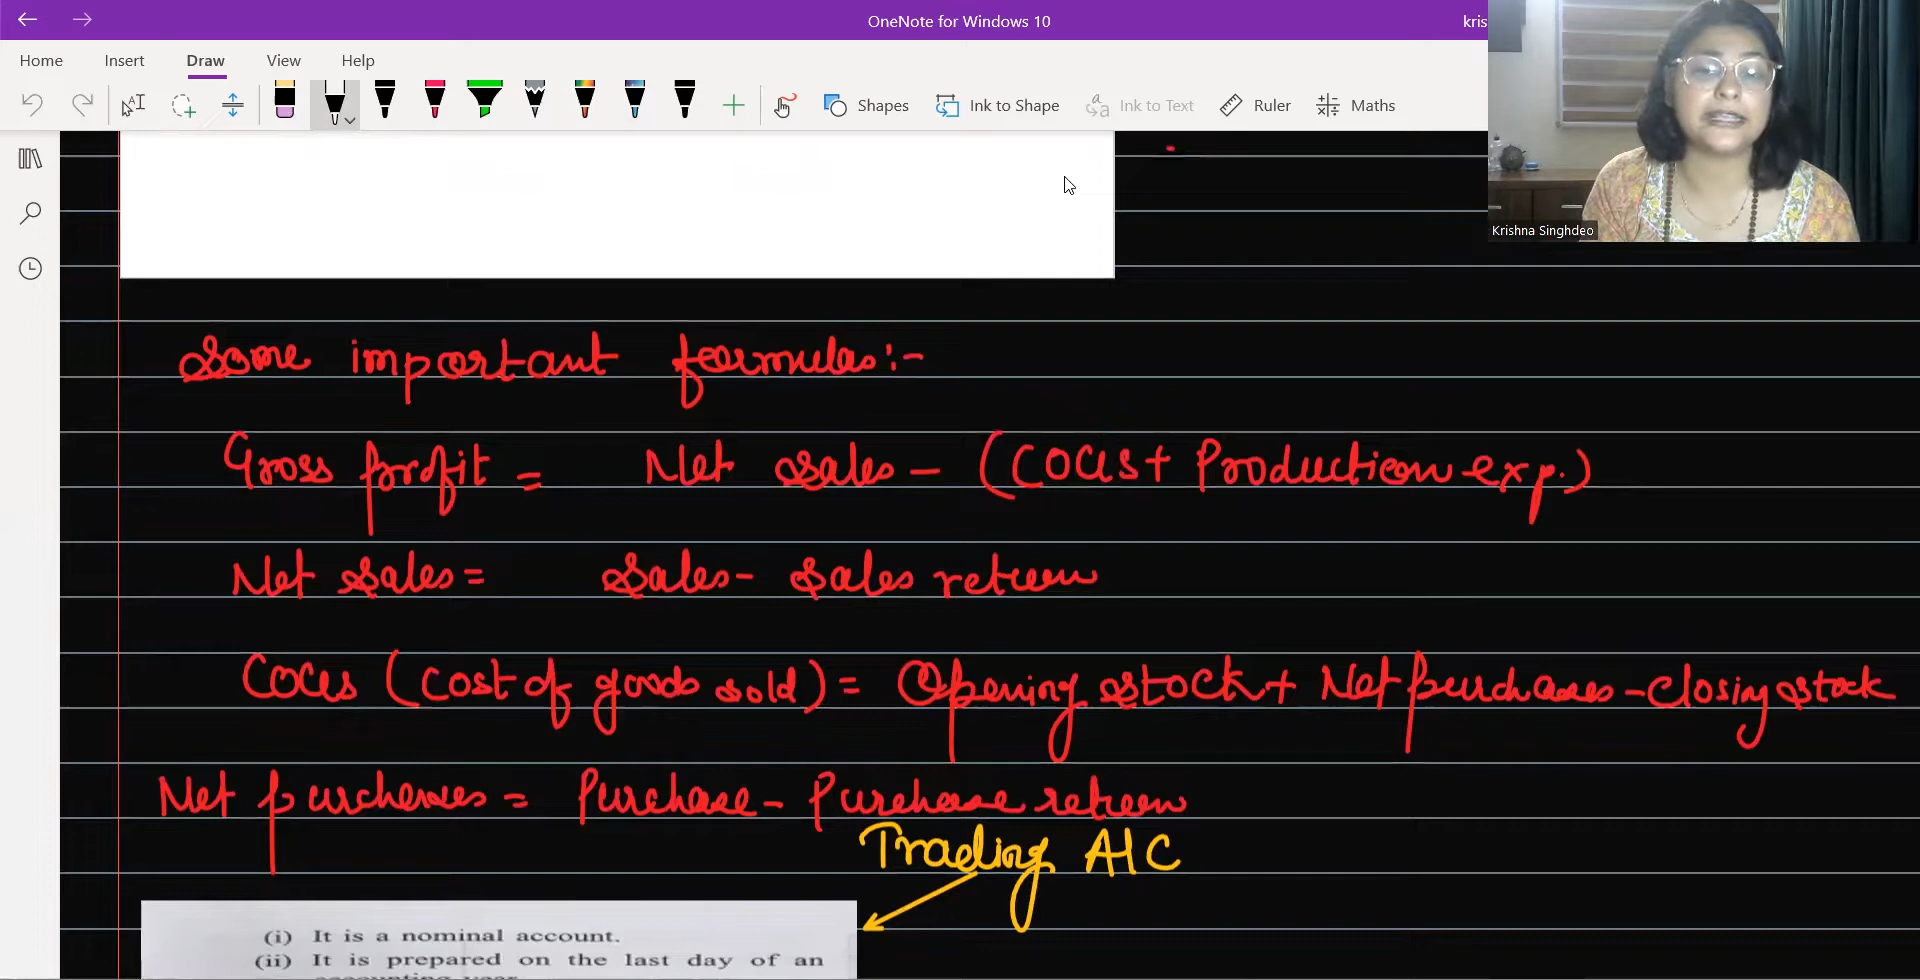 OneNote for Windows 10
kris
Home Insert Draw View Help
Shapes Ink to Shape Ink to Text Ruler Maths
Krishna Singhdeo
Some important formulas:-
Gross profit = Net sales - (COGS + Production exp.)
Net sales = Sales - Sales return
COGS (Cost of goods sold) = Opening stock + Net purchases - Closing stock
Net purchases = Purchase - Purchase return
Trading A/C
(i) It is a nominal account.
(ii) It is prepared on the last day of an
accounting year